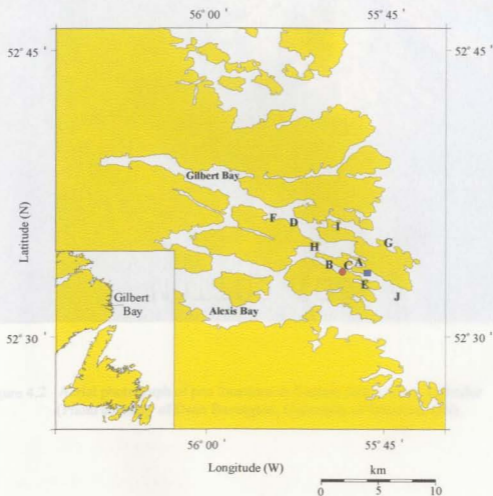 56° 00 '
55° 45 '
52° 45 '
52° 45 '
Gilbert Bay
F
D
I
G
H
B
C
A
E
J
Alexis Bay
Gilbert
Bay
52° 30 '
52° 30 '
Latitude (N)
56° 00 '
55° 45 '
Longitude (W)
km
0
5
10